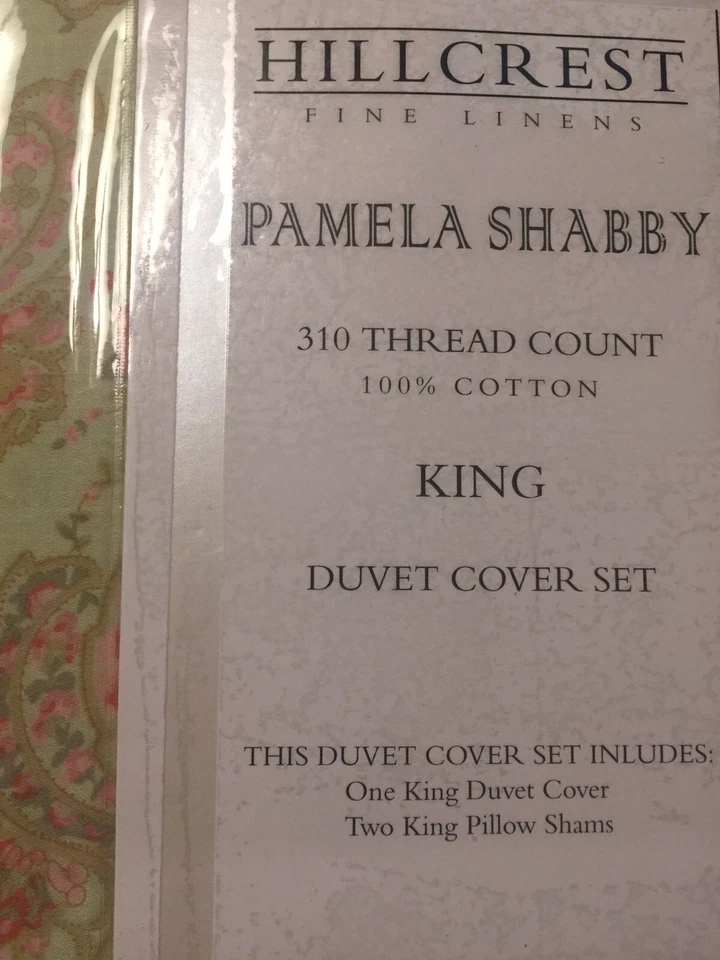 HILLCREST
FINE LINENS
PAMELA SHABBY
310 THREAD COUNT
100% COTTON
KING
DUVET COVER SET
THIS DUVET COVER SET INLUDES:
One King Duvet Cover
Two King Pillow Shams